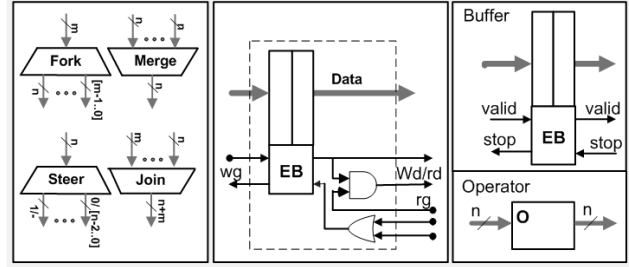 m
n
n
Fork
Merge
n
[m-1..0]
n
n
m
n
Steer
Join
1/-
0/[n-2..0]
n-m
Data
EB
wg
Wd/rd
rg
Buffer
valid
valid
EB
stop
stop
Operator
n
O
n